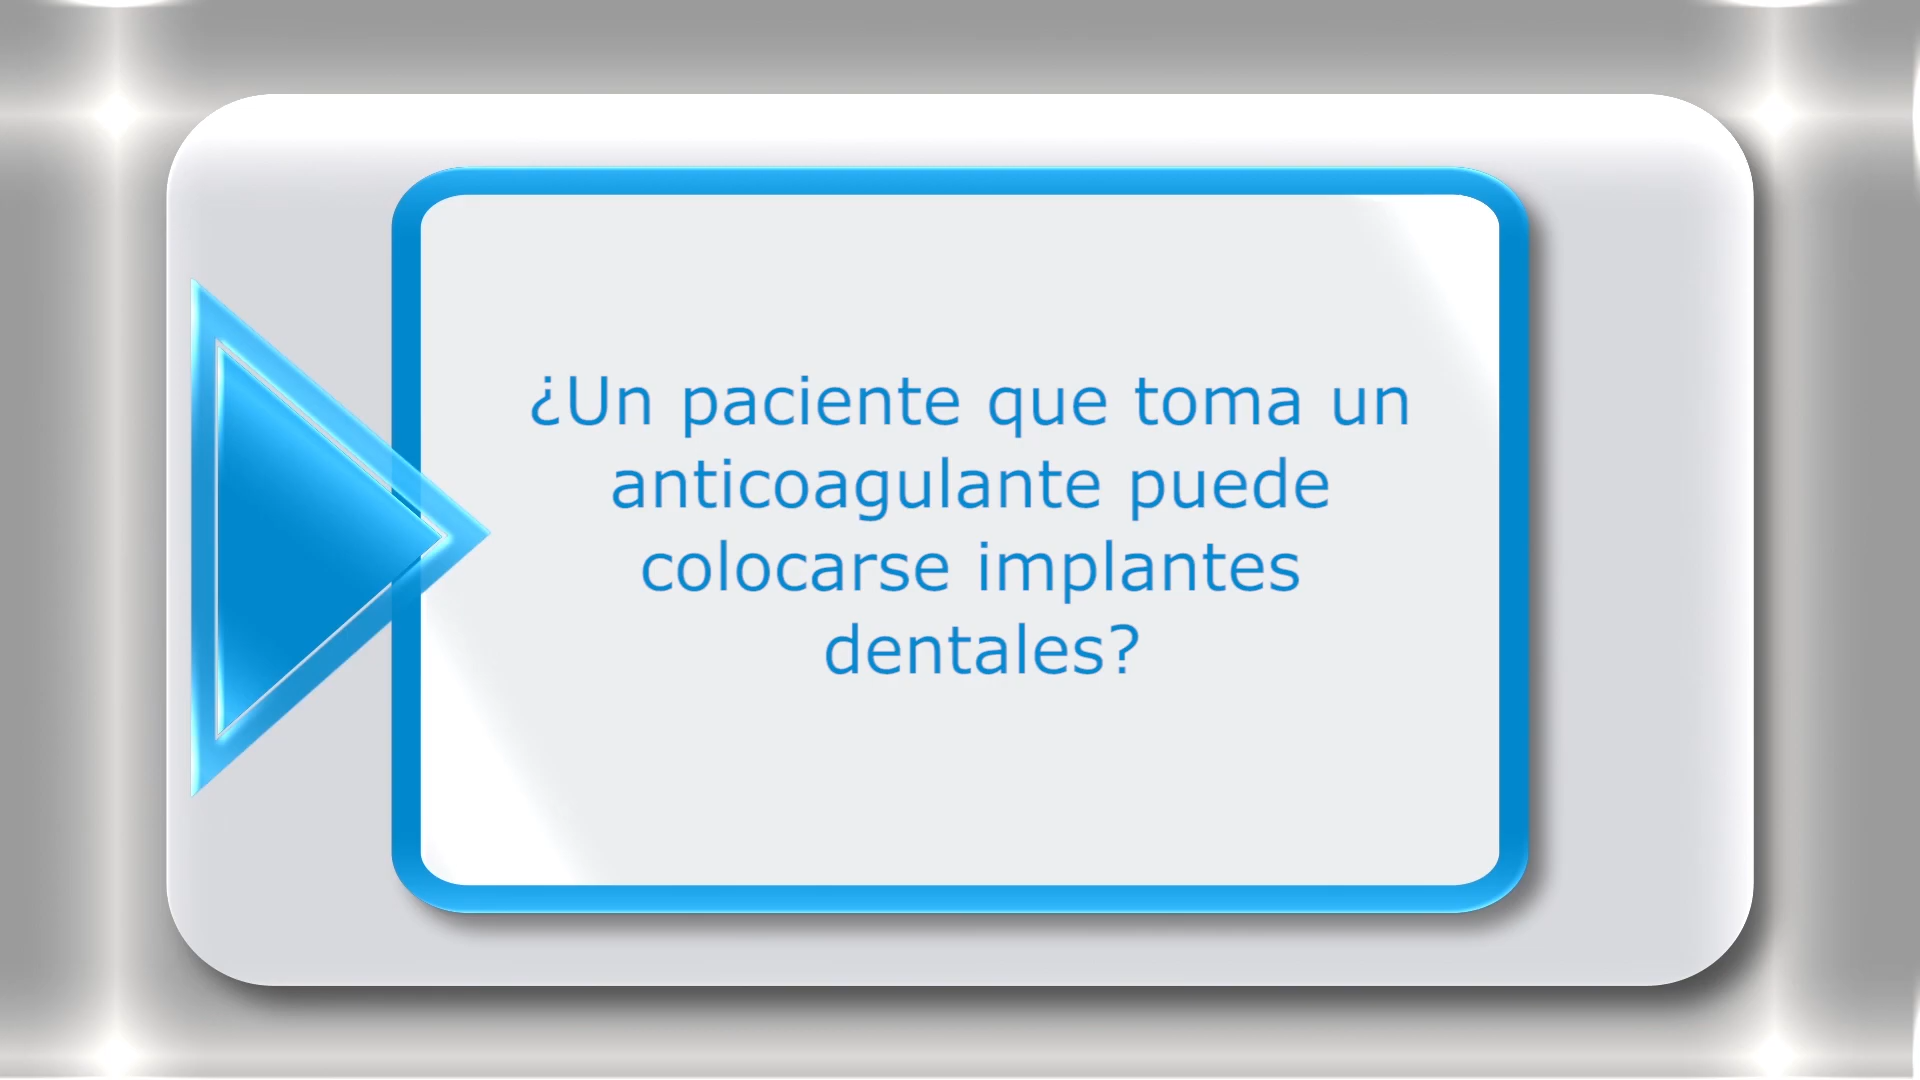 ¿Un paciente que toma un
anticoagulante puede
colocarse implantes
dentales?